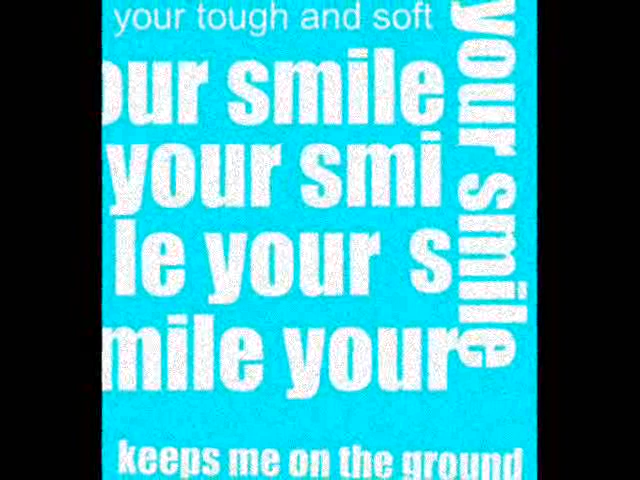 your tough and soft
our smile
your smi
le your s
mile your
your smile
keeps me on the ground